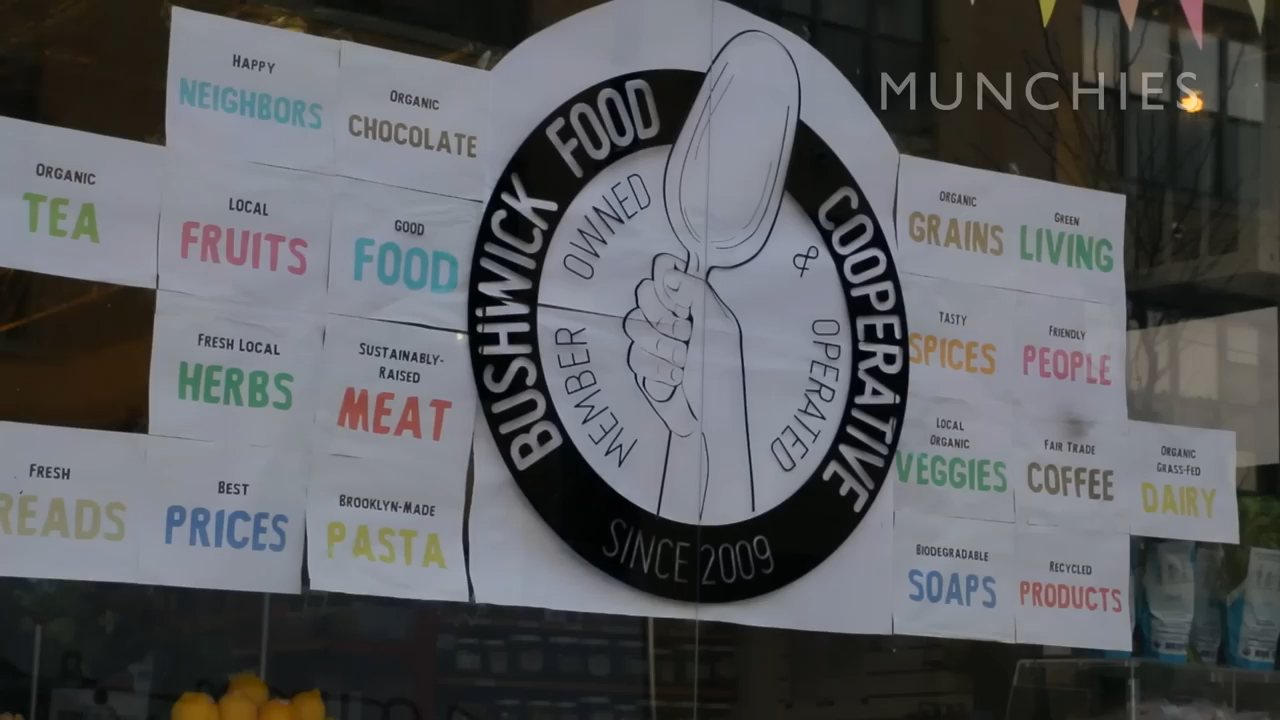 MUNCHIES
HAPPY
NEIGHBORS
ORGANIC
CHOCOLATE
ORGANIC
TEA
LOCAL
FRUITS
GOOD
FOOD
FRESH LOCAL
HERBS
SUSTAINABLY-
RAISED
MEAT
FRESH
READS
BEST
PRICES
BROOKLYN-MADE
PASTA
BUSHWICK FOOD COOPERATIVE
MEMBER OWNED & OPERATED
SINCE 2009
ORGANIC
GRAINS
GREEN
LIVING
TASTY
SPICES
FRIENDLY
PEOPLE
LOCAL
ORGANIC
VEGGIES
FAIR TRADE
COFFEE
ORGANIC
GRASS-FED
DAIRY
BIODEGRADABLE
SOAPS
RECYCLED
PRODUCTS